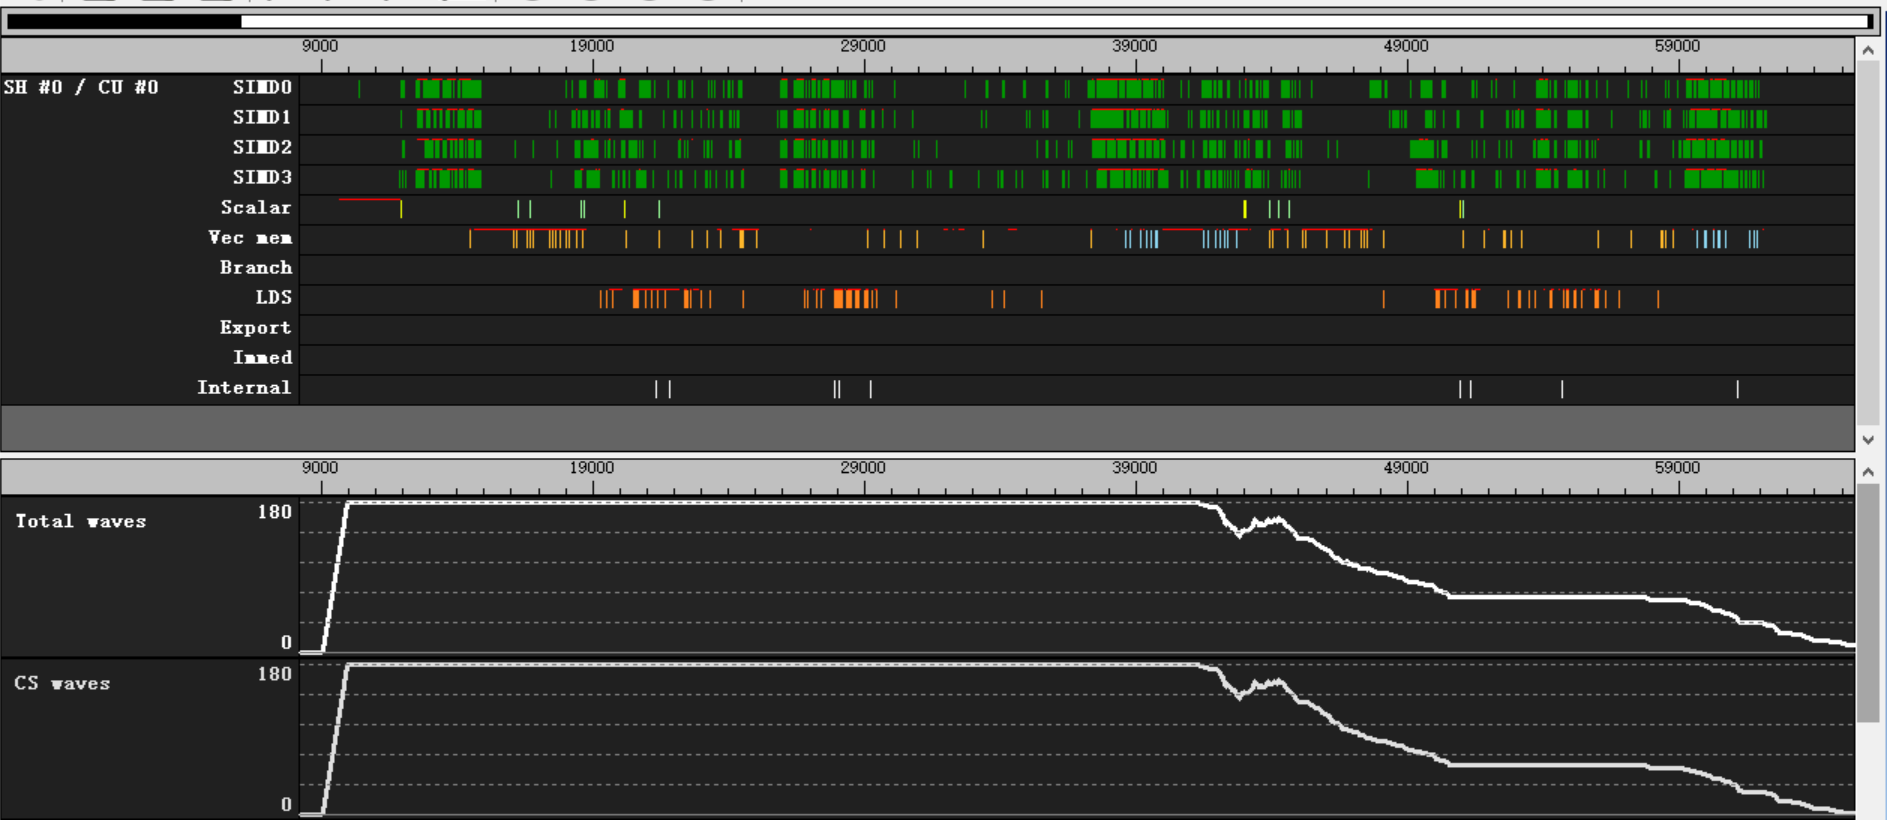 9000 19000 29000 39000 49000 59000
SH #0 / CU #0 SIMD0
SIMD1
SIMD2
SIMD3
Scalar
Vec mem
Branch
LDS
Export
Immed
Internal
9000 19000 29000 39000 49000 59000
Total waves 180
0
CS waves 180
0